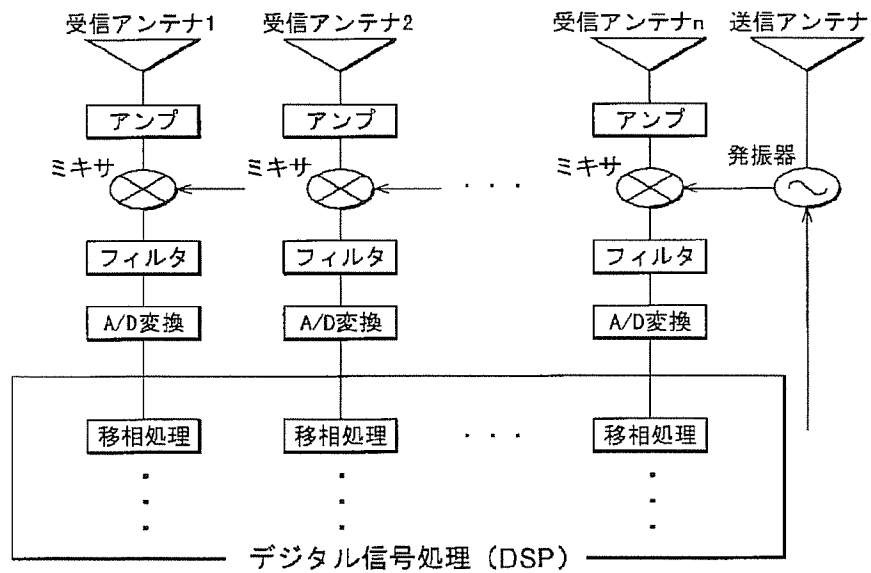 受信アンテナ1 受信アンテナ2 受信アンテナn 送信アンテナ
アンプ アンプ アンプ
ミキサ ミキサ ・・・ ミキサ 発振器
フィルタ フィルタ フィルタ
A/D変換 A/D変換 A/D変換
移相処理 移相処理 ・・・ 移相処理
デジタル信号処理（DSP）